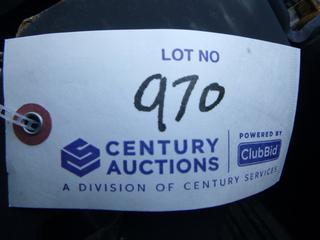 LOT NO
970
CENTURY
AUCTIONS
POWERED BY
ClubBid
A DIVISION OF CENTURY SERVICES